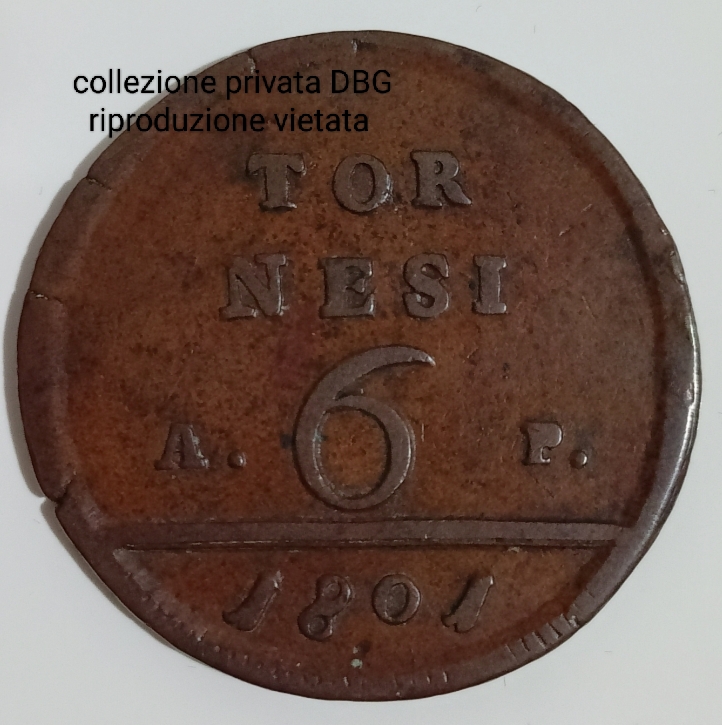 collezione privata DBG
riproduzione vietata
TOR
NESI
A. 6 P.
1801